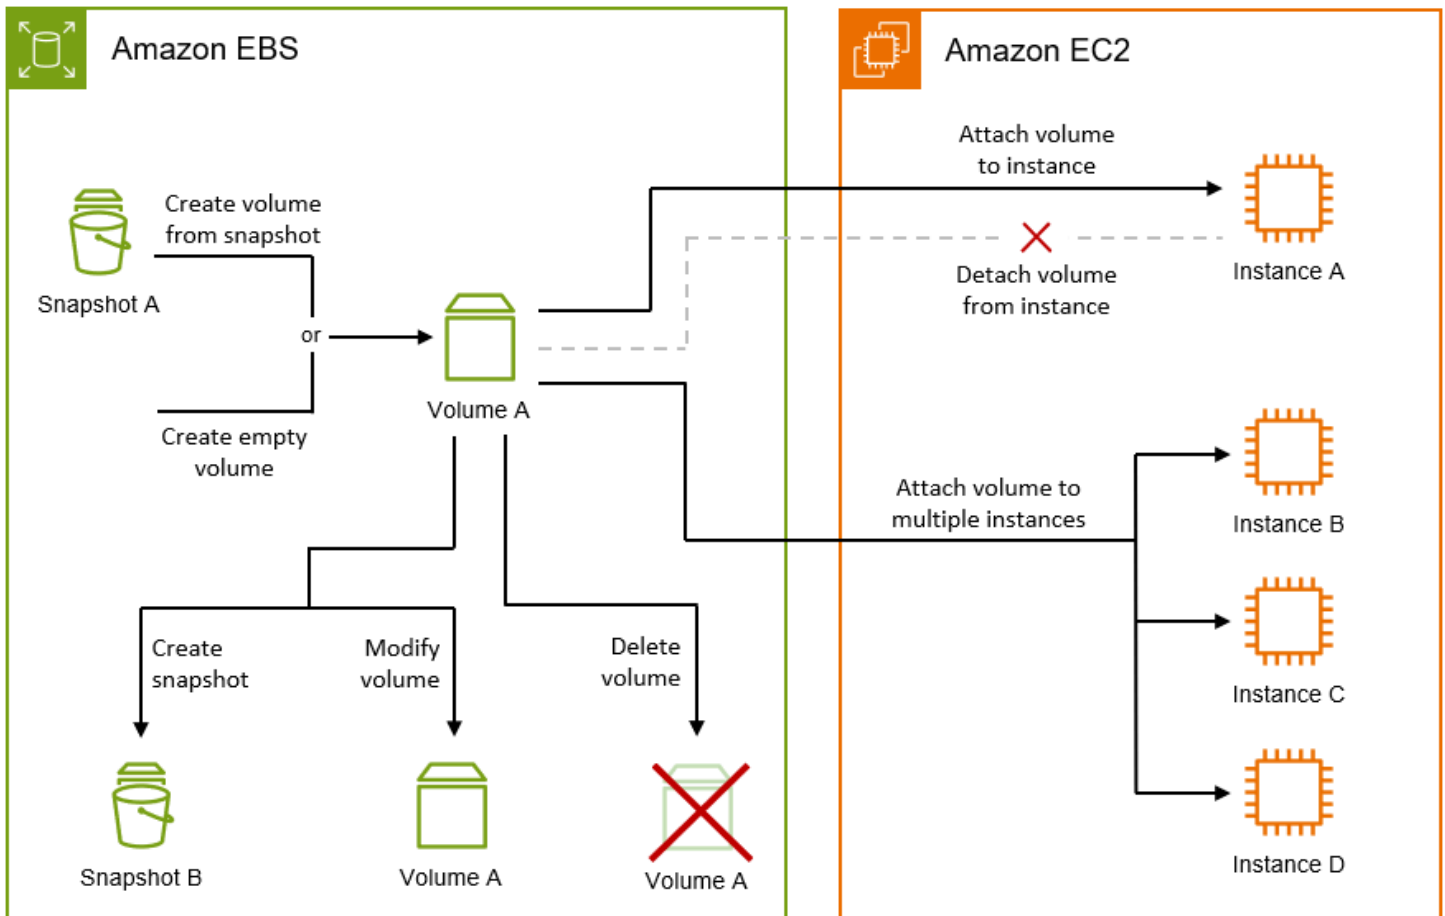 Amazon EBS
Amazon EC2
Create volume
from snapshot
Snapshot A
or
Create empty
volume
Volume A
Attach volume
to instance
Detach volume
from instance
Instance A
Attach volume to
multiple instances
Instance B
Instance C
Instance D
Create
snapshot
Modify
volume
Delete
volume
Snapshot B
Volume A
Volume A